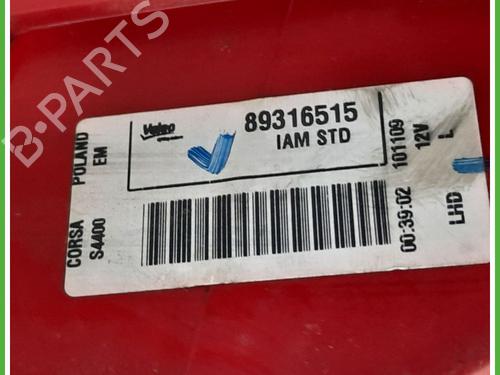 B-PARTS
Valeo
89316515
IAM STD
CORSA POLAND
S4400 EM
00:39:02 101109
12V
LHD L